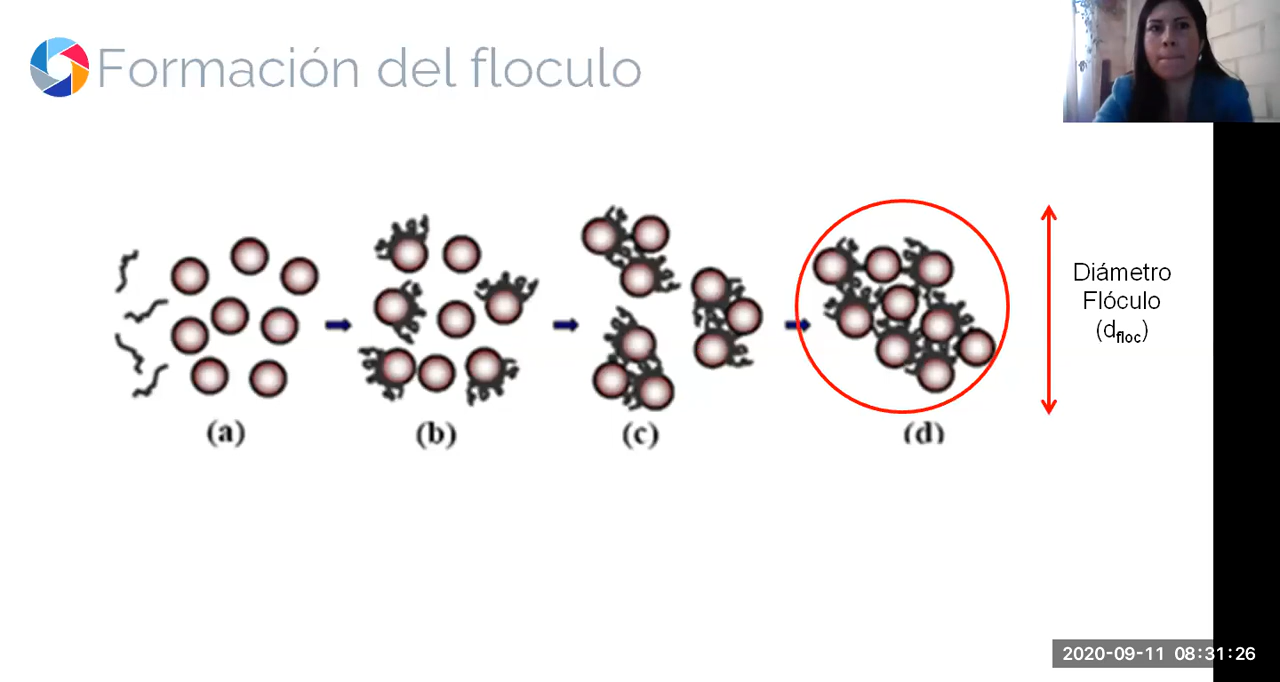 Formación del floculo
Diámetro
Flóculo
(dfloc)
(a)
(b)
(c)
(d)
2020-09-11 08:31:26